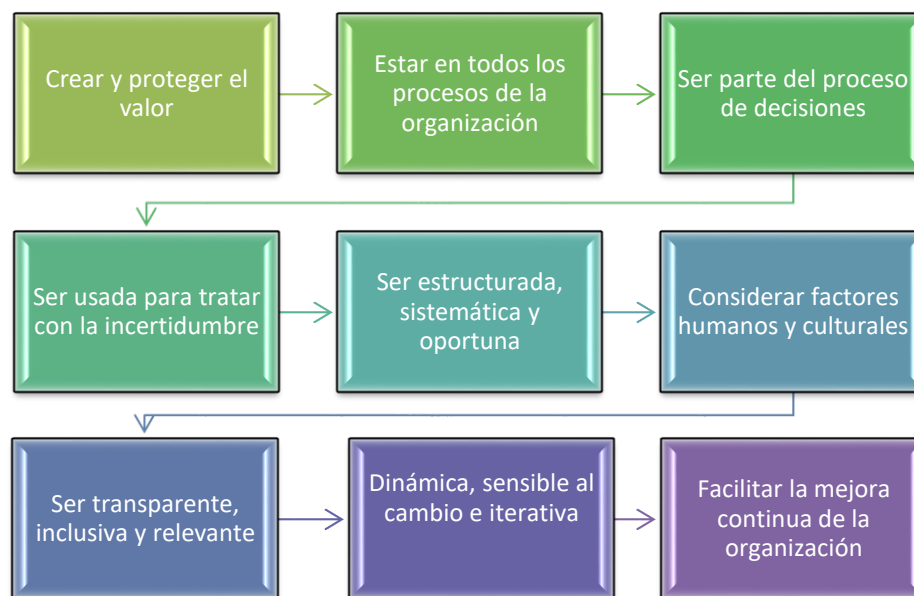 Crear y proteger el
valor
Estar en todos los
procesos de la
organización
Ser parte del proceso
de decisiones
Ser usada para tratar
con la incertidumbre
Ser estructurada,
sistemática y
oportuna
Considerar factores
humanos y culturales
Ser transparente,
inclusiva y relevante
Dinámica, sensible al
cambio e iterativa
Facilitar la mejora
continua de la
organización